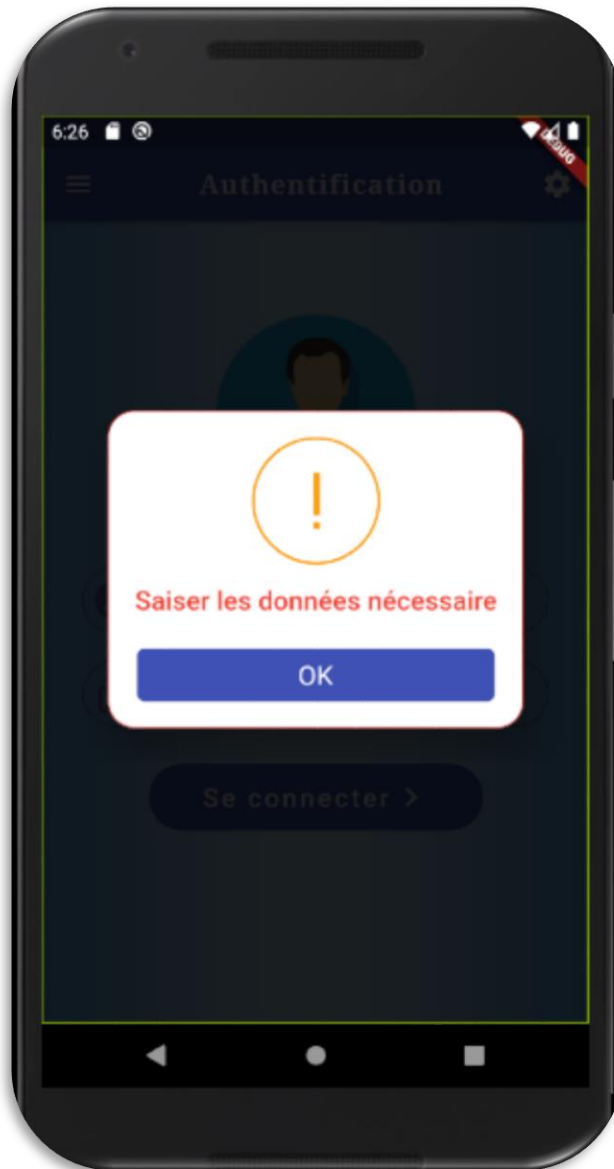 6:26
DEBUG
Authentification
Saiser les données nécessaire
OK
Se connecter >